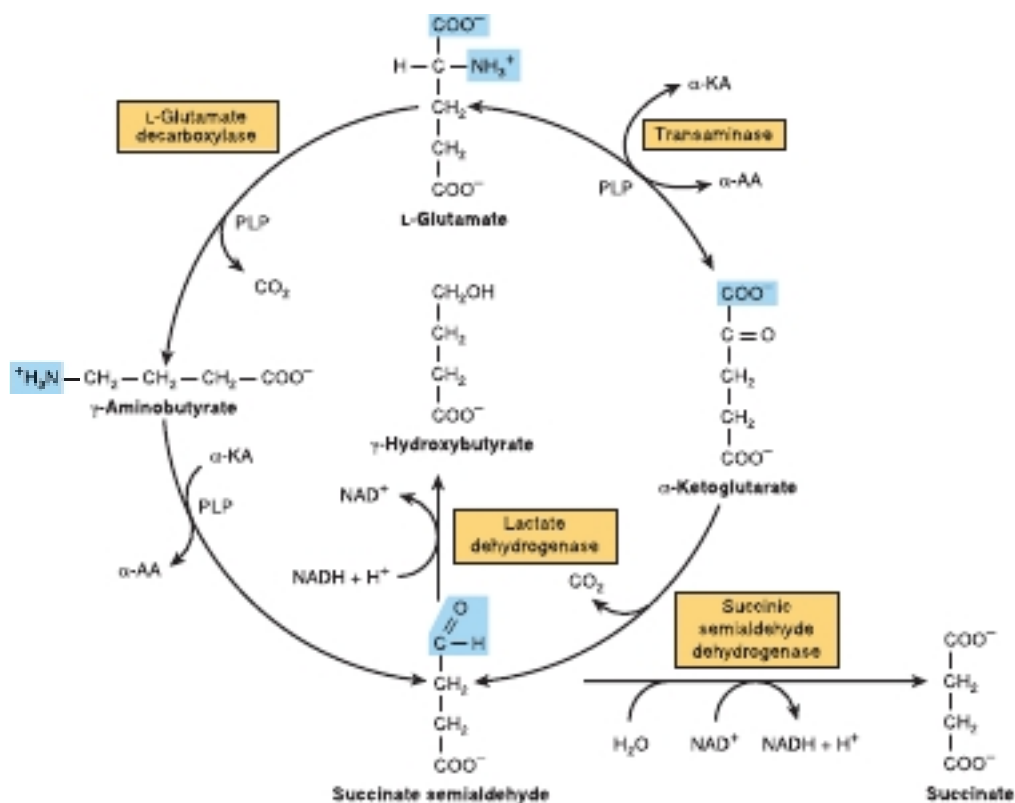 COO⁻
H–C–NH₃⁺
CH₂
CH₂
COO⁻
L-Glutamate
L-Glutamate
decarboxylase
PLP
CO₂
α-KA
Transaminase
PLP
α-AA
CH₂OH
CH₂
CH₂
COO⁻
γ-Hydroxybutyrate
COO⁻
C=O
CH₂
CH₂
COO⁻
α-Ketoglutarate
⁺H₃N–CH₂–CH₂–CH₂–COO⁻
γ-Aminobutyrate
α-KA
PLP
α-AA
NAD⁺
NADH + H⁺
Lactate
dehydrogenase
CO₂
Succinic
semialdehyde
dehydrogenase
O
C–H
CH₂
CH₂
COO⁻
Succinate semialdehyde
H₂O
NAD⁺
NADH + H⁺
COO⁻
CH₂
CH₂
COO⁻
Succinate